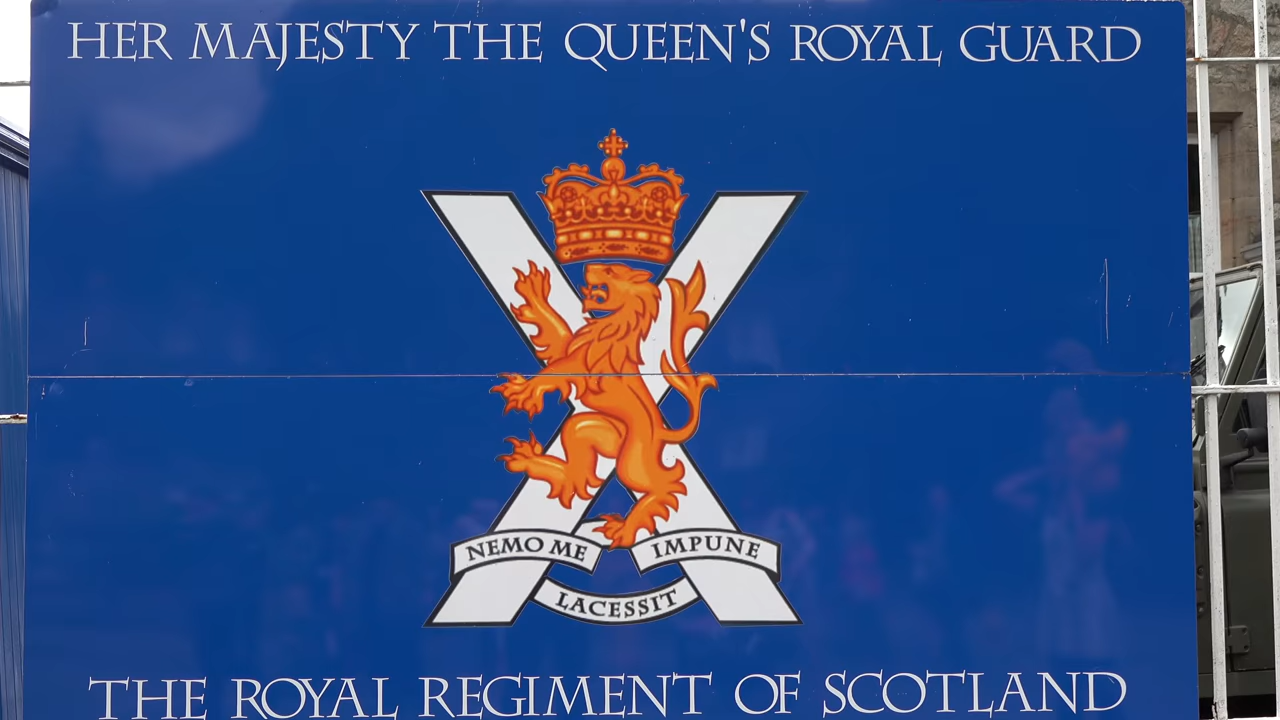 HER MAJESTY THE QUEEN'S ROYAL GUARD
NEMO ME IMPUNE
LACESSIT
THE ROYAL REGIMENT OF SCOTLAND